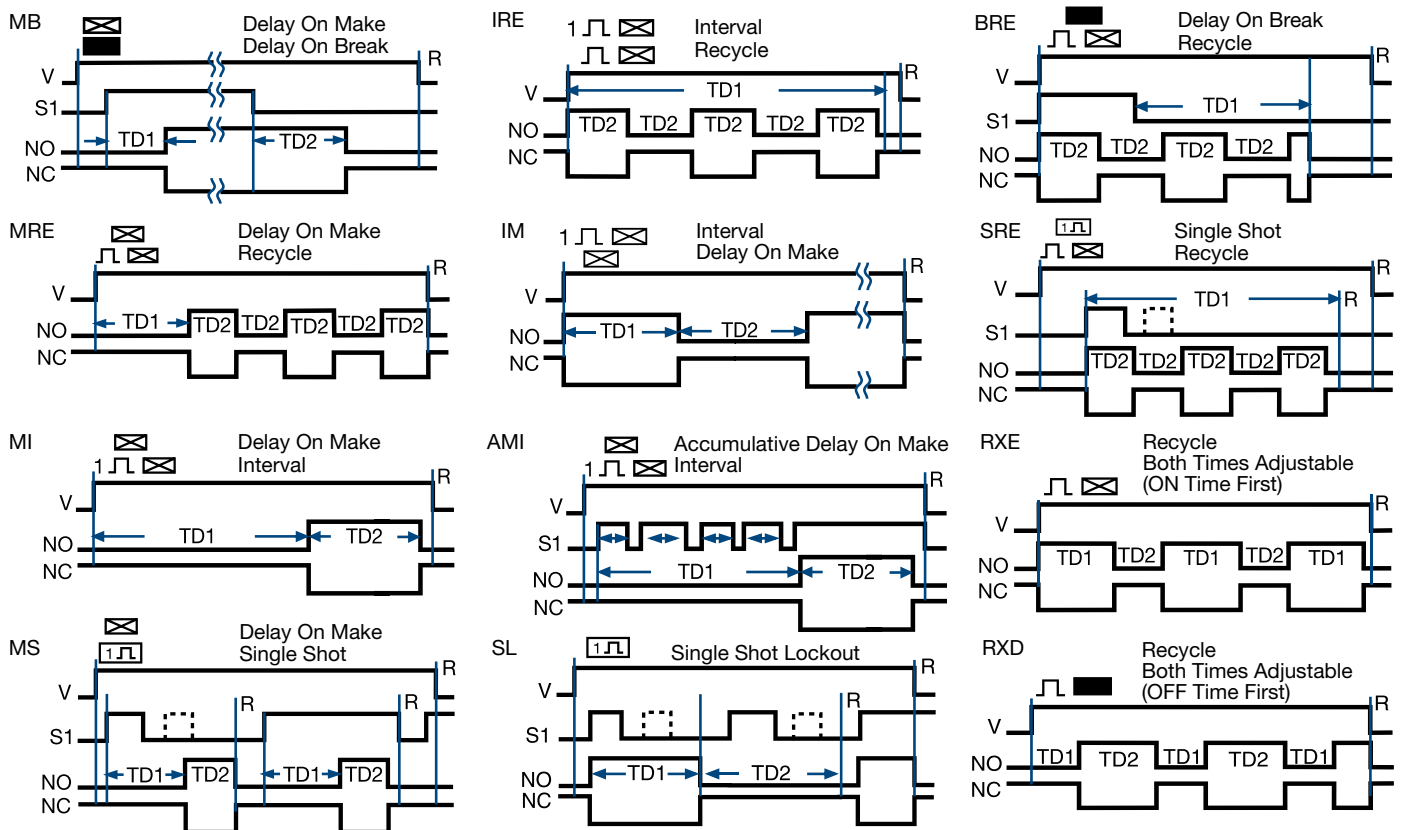 MB
Delay On Make
Delay On Break
R
V
S1
TD1
TD2
NO
NC
IRE
1
Interval
Recycle
R
V
TD1
NO
TD2 TD2 TD2 TD2 TD2
NC
BRE
Delay On Break
Recycle
R
V
TD1
S1
NO
TD2 TD2 TD2 TD2
NC
MRE
Delay On Make
Recycle
R
V
NO
TD1 TD2 TD2 TD2 TD2 TD2
NC
IM
1
Interval
Delay On Make
R
V
NO
TD1 TD2
NC
SRE
1
Single Shot
Recycle
R
V
TD1 R
S1
TD2 TD2 TD2 TD2 TD2
NO
NC
MI
1
Delay On Make
Interval
R
V
TD1 TD2
NO
NC
AMI
1
Accumulative Delay On Make
Interval
R
V
S1
TD1 TD2
NO
NC
RXE
Recycle
Both Times Adjustable
(ON Time First)
R
V
TD1 TD2 TD1 TD2 TD1
NO
NC
MS
1
Delay On Make
Single Shot
R
V
R R
S1
TD1 TD2 TD1 TD2
NO
NC
SL
1
Single Shot Lockout
R
V
R
S1
TD1 TD2
NO
NC
RXD
Recycle
Both Times Adjustable
(OFF Time First)
R
V
NO
TD1 TD2 TD1 TD2 TD1
NC